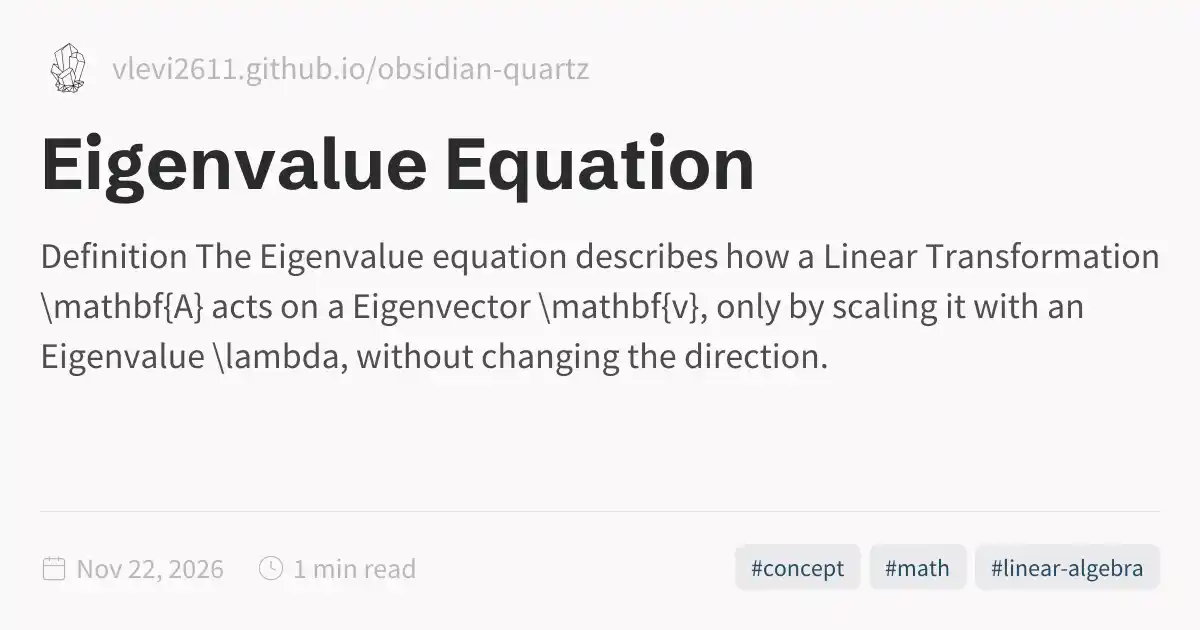 vlevi2611.github.io/obsidian-quartz
Eigenvalue Equation
Definition The Eigenvalue equation describes how a Linear Transformation
\mathbf{A} acts on a Eigenvector \mathbf{v}, only by scaling it with an
Eigenvalue \lambda, without changing the direction.
Nov 22, 2026 1 min read #concept #math #linear-algebra